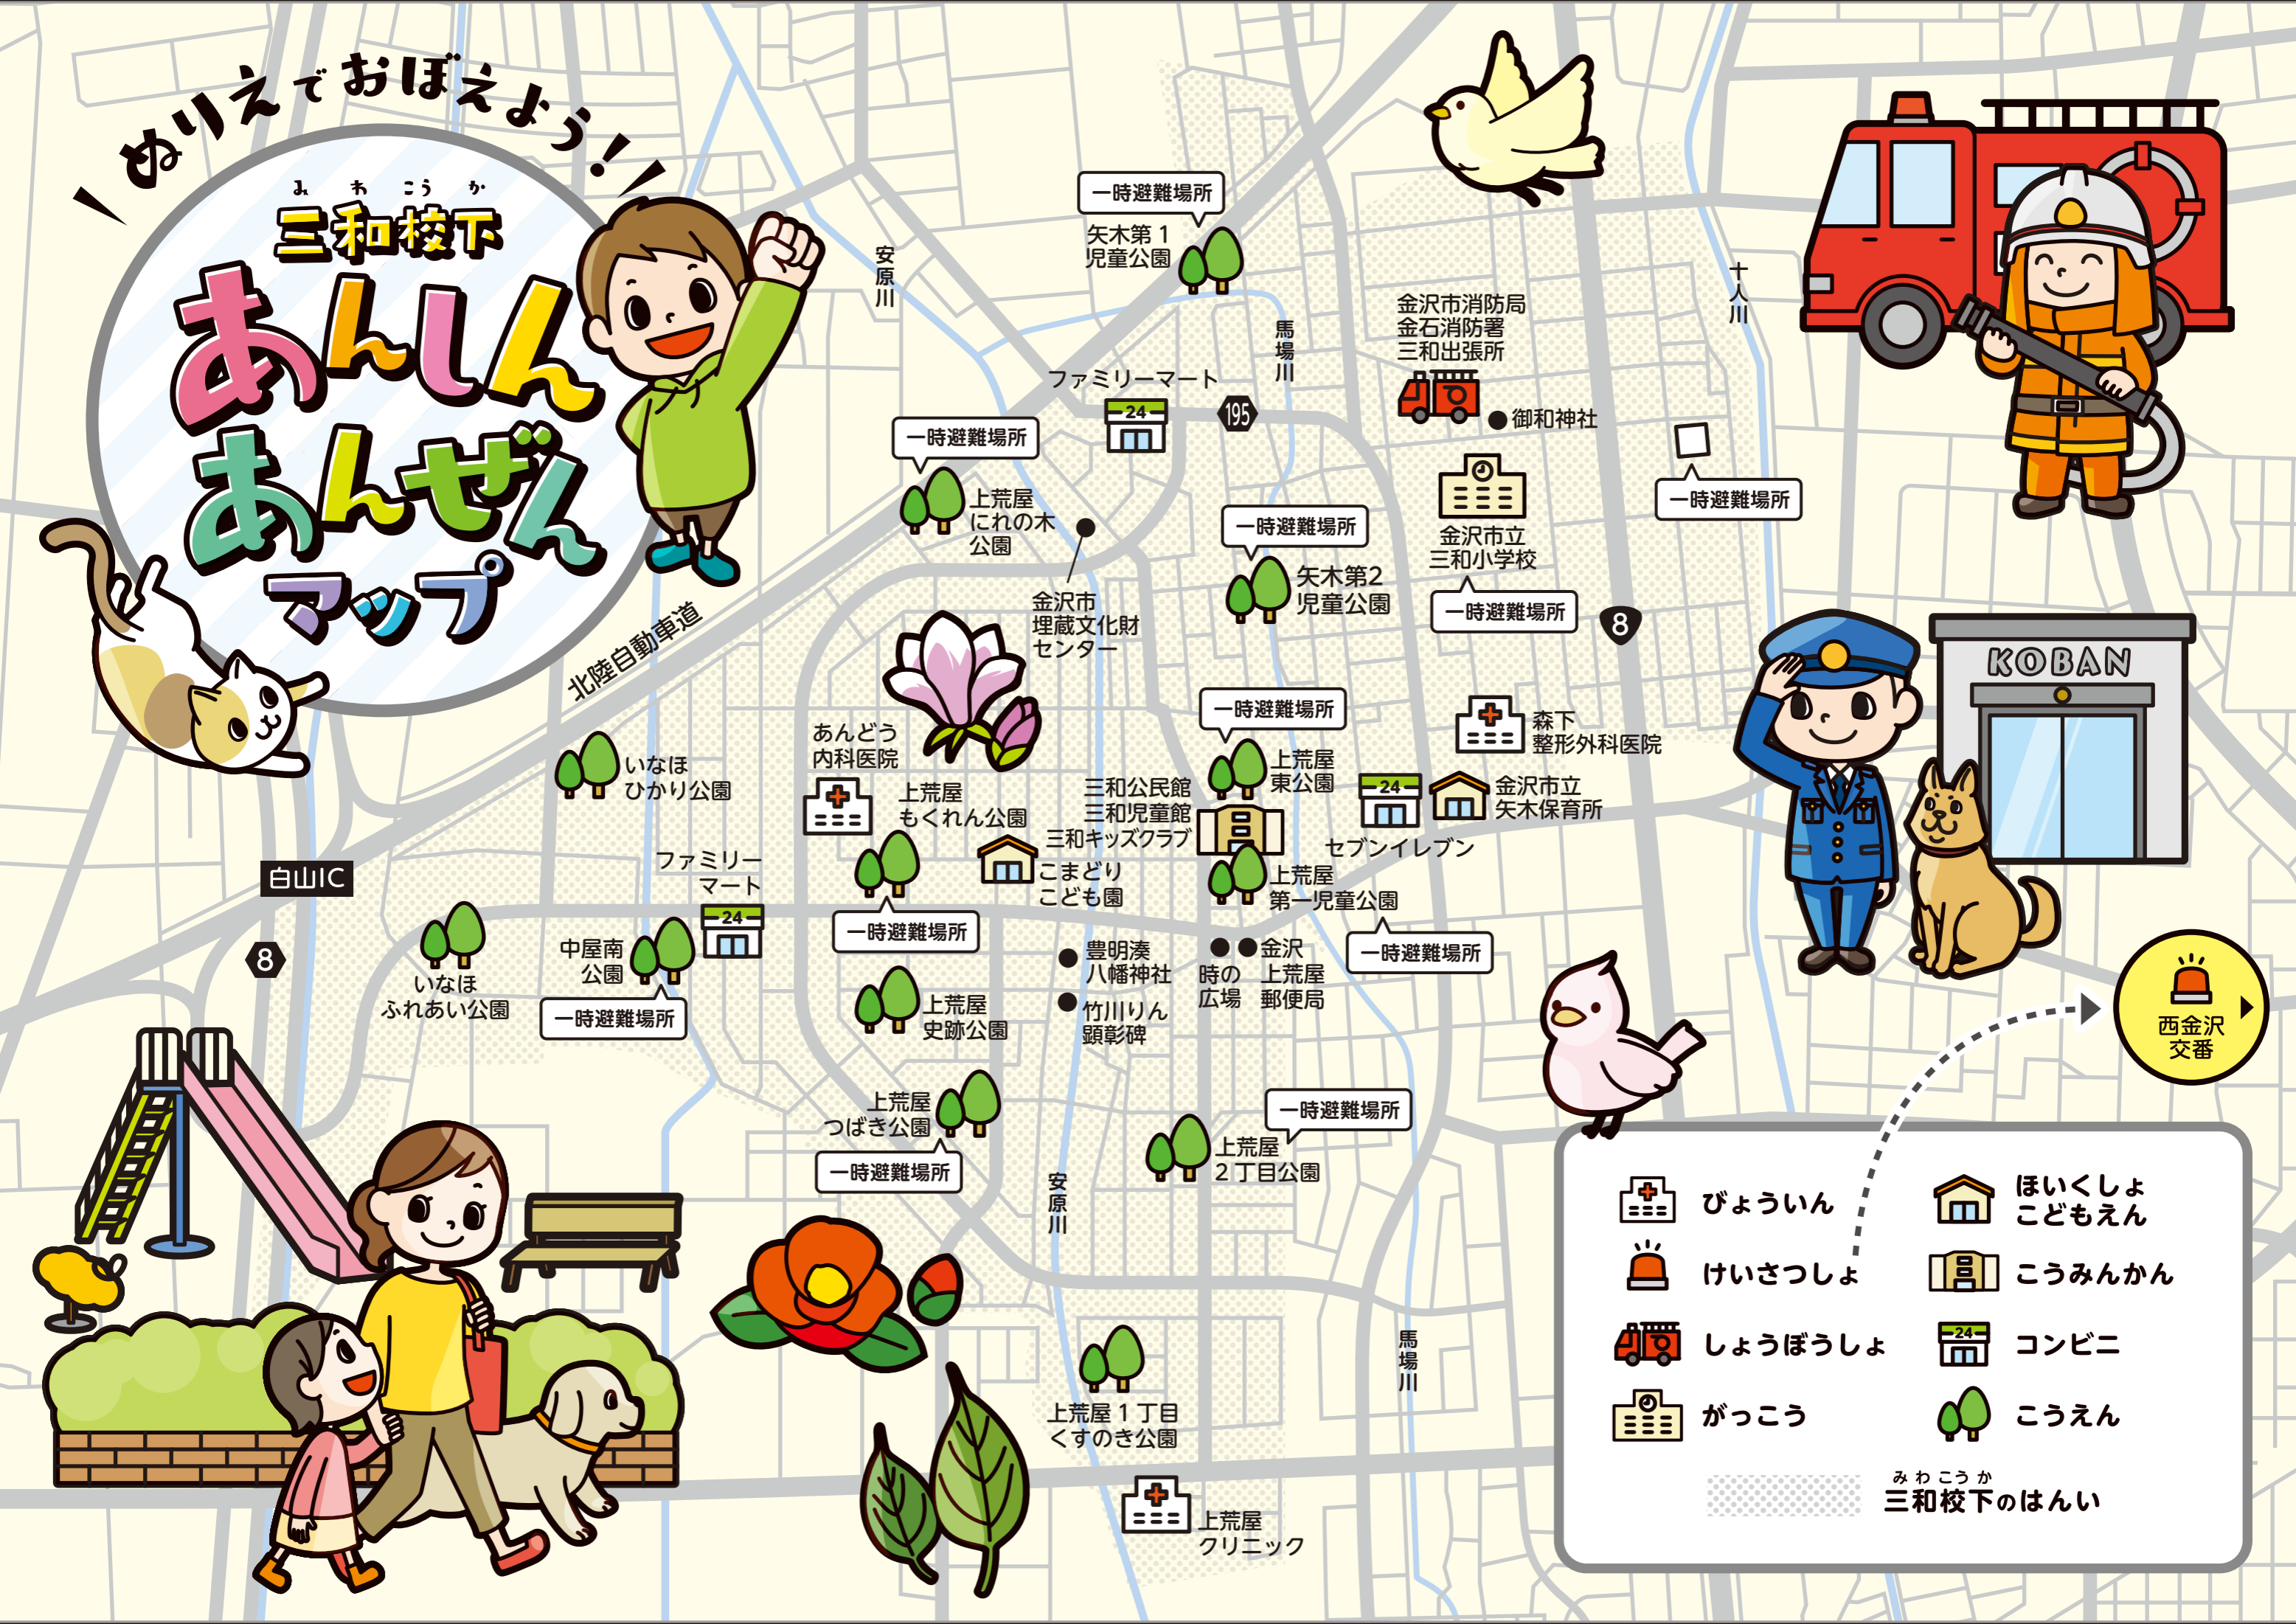 ぬりえでおぼえよう!
みわこうか
三和校下
あんしん
あんぜん
マップ
一時避難場所
矢木第1
児童公園
安原川
馬場川
十人川
金沢市消防局
金石消防署
三和出張所
御和神社
ファミリーマート
24
195
一時避難場所
上荒屋
にれの木
公園
金沢市
埋蔵文化財
センター
一時避難場所
矢木第2
児童公園
金沢市立
三和小学校
一時避難場所
一時避難場所
8
北陸自動車道
KOBAN
いなほ
ひかり公園
あんどう
内科医院
上荒屋
もくれん公園
一時避難場所
こまどり
こども園
三和公民館
三和児童館
三和キッズクラブ
一時避難場所
上荒屋
東公園
森下
整形外科医院
24
セブンイレブン
金沢市立
矢木保育所
上荒屋
第一児童公園
一時避難場所
白山IC
8
ファミリー
マート
24
いなほ
ふれあい公園
中屋南
公園
一時避難場所
上荒屋
史跡公園
豊明湊
八幡神社
竹川りん
顕彰碑
時の
広場
金沢
上荒屋
郵便局
西金沢
交番
上荒屋
つばき公園
一時避難場所
一時避難場所
上荒屋
2丁目公園
安原川
馬場川
上荒屋1丁目
くすのき公園
上荒屋
クリニック
びょういん
けいさつしょ
しょうぼうしょ
がっこう
ほいくしょ
こどもえん
こうみんかん
24
コンビニ
こうえん
みわこうか
三和校下のはんい